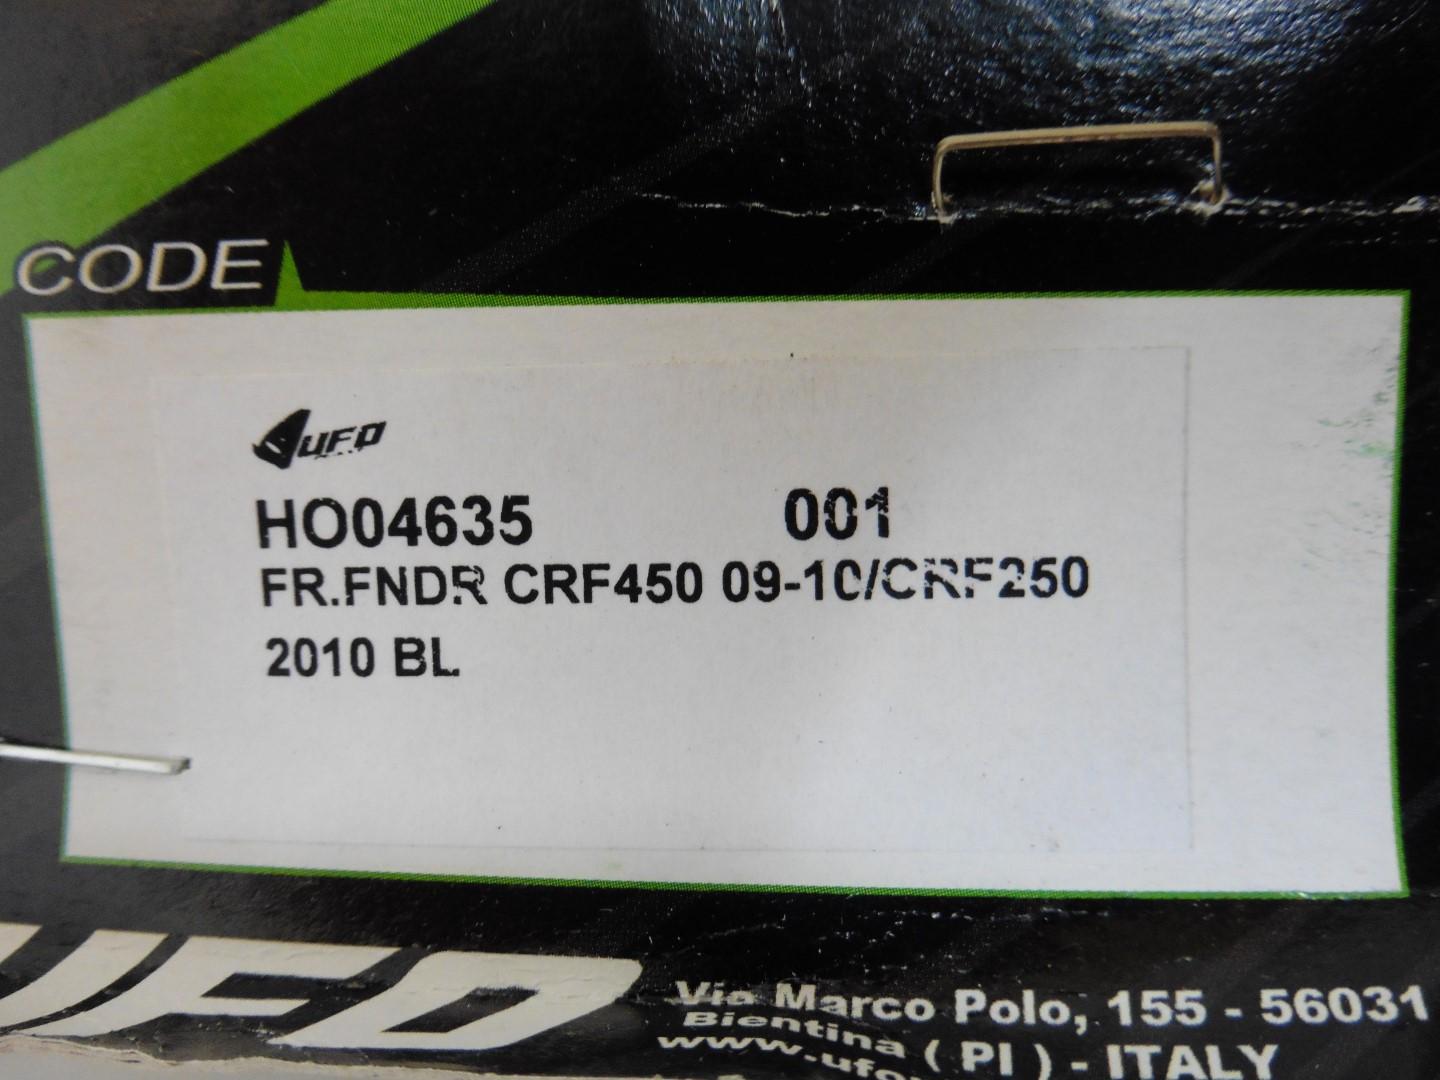 CODE
UFO
HO04635 001
FR.FNDR CRF450 09-10/CRF250
2010 BL
UFO
Via Marco Polo, 155 - 56031
Bientina ( PI ) - ITALY